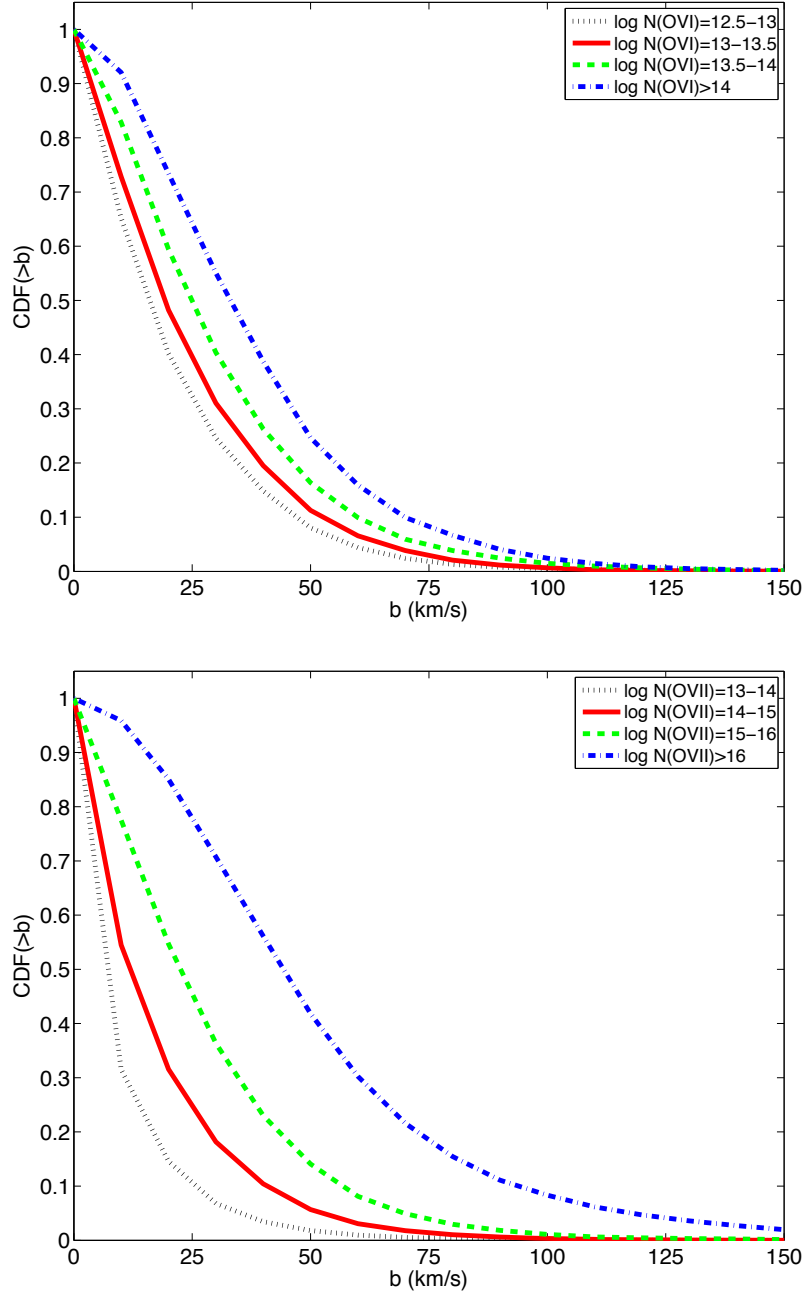 1
0.9
0.8
0.7
0.6
0.5
0.4
0.3
0.2
0.1
0
CDF(>b)
log N(OVI)=12.5−13
log N(OVI)=13−13.5
log N(OVI)=13.5−14
log N(OVI)>14
0 25 50 75 100 125 150
b (km/s)
1
0.9
0.8
0.7
0.6
0.5
0.4
0.3
0.2
0.1
0
CDF(>b)
log N(OVII)=13−14
log N(OVII)=14−15
log N(OVII)=15−16
log N(OVII)>16
0 25 50 75 100 125 150
b (km/s)